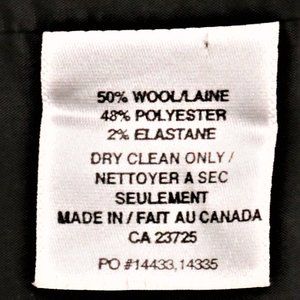 50% WOOL/LAINE
48% POLYESTER
2% ELASTANE
DRY CLEAN ONLY /
NETTOYER A SEC
SEULEMENT
MADE IN / FAIT AU CANADA
CA 23725
PO #14433,14335